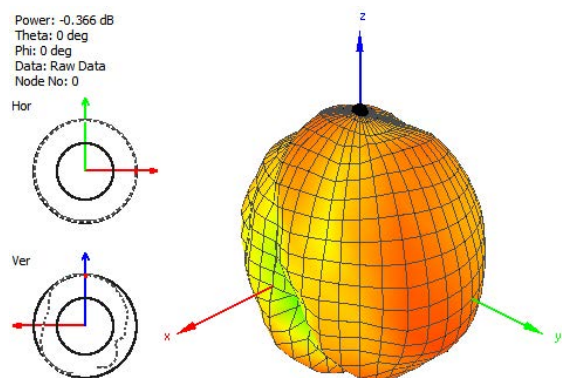 Power: -0.366 dB
Theta: 0 deg
Phi: 0 deg
Data: Raw Data
Node No: 0
Hor
Ver
z
x
y